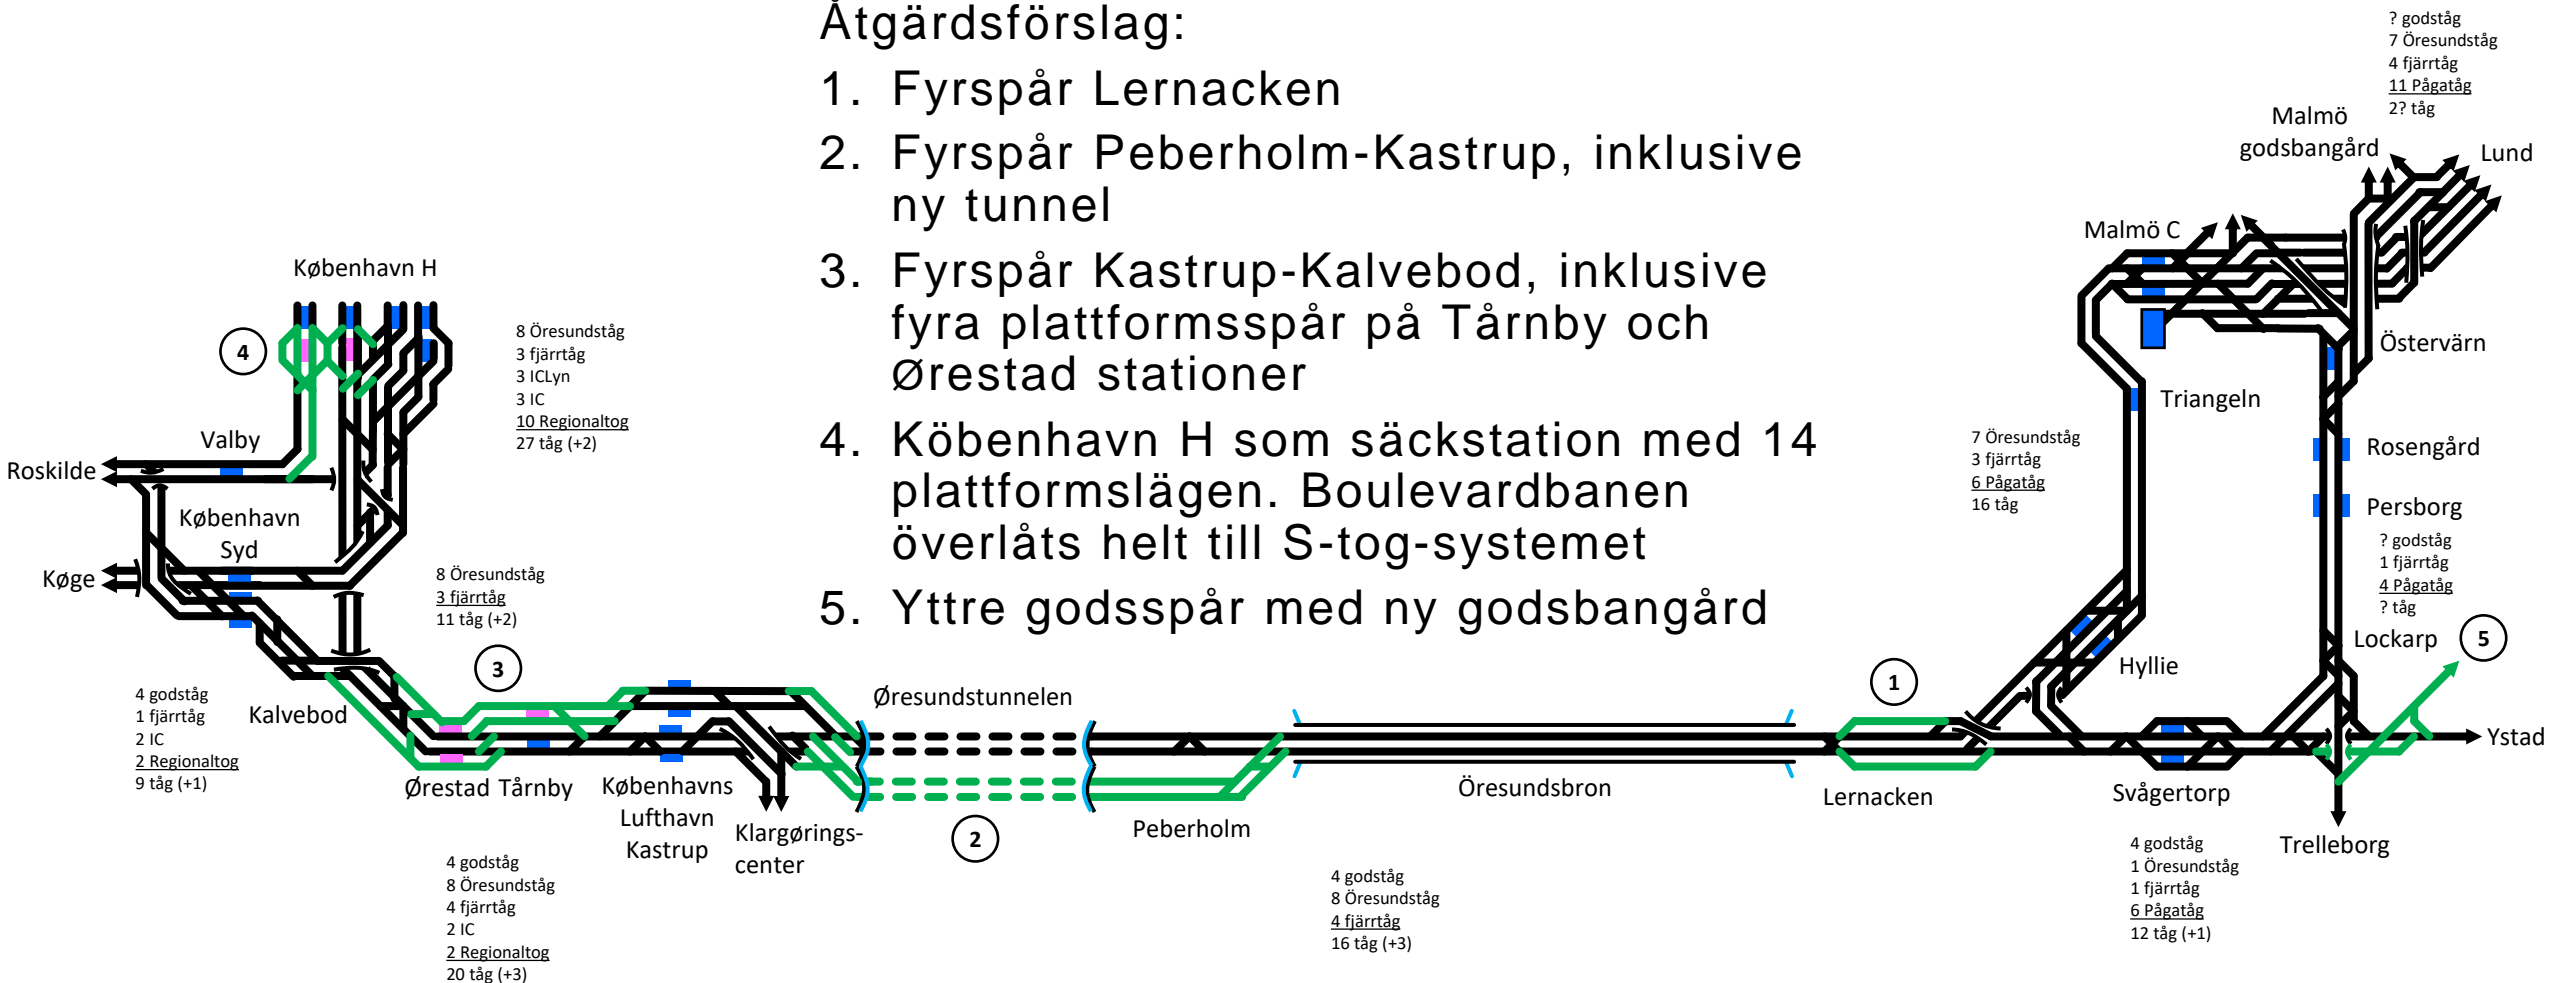 Åtgärdsförslag:
1. Fyrspår Lernacken
2. Fyrspår Peberholm-Kastrup, inklusive
ny tunnel
3. Fyrspår Kastrup-Kalvebod, inklusive
fyra plattformsspår på Tårnby och
Ørestad stationer
4. Köbenhavn H som säckstation med 14
plattformslägen. Boulevardbanen
överlåts helt till S-tog-systemet
5. Yttre godsspår med ny godsbangård
? godståg
7 Öresundståg
4 fjärrtåg
11 Pågatåg
2? tåg
Malmö
godsbangård
Lund
Malmö C
København H
4
8 Öresundståg
3 fjärrtåg
3 ICLyn
3 IC
10 Regionaltog
27 tåg (+2)
Östervärn
Triangeln
Valby
Roskilde
7 Öresundståg
3 fjärrtåg
6 Pågatåg
16 tåg
Rosengård
København
Syd
Persborg
Køge
8 Öresundståg
3 fjärrtåg
11 tåg (+2)
? godståg
1 fjärrtåg
4 Pågatåg
? tåg
Lockarp
5
3
Hyllie
1
4 godståg
1 fjärrtåg
2 IC
2 Regionaltog
9 tåg (+1)
Kalvebod
Øresundstunnelen
Ystad
Ørestad
Tårnby
Københavns
Lufthavn
Kastrup
Klargørings-
center
2
Peberholm
Öresundsbron
Lernacken
Svågertorp
Trelleborg
4 godståg
8 Öresundståg
4 fjärrtåg
2 IC
2 Regionaltog
20 tåg (+3)
4 godståg
8 Öresundståg
4 fjärrtåg
16 tåg (+3)
4 godståg
1 Öresundståg
1 fjärrtåg
6 Pågatåg
12 tåg (+1)